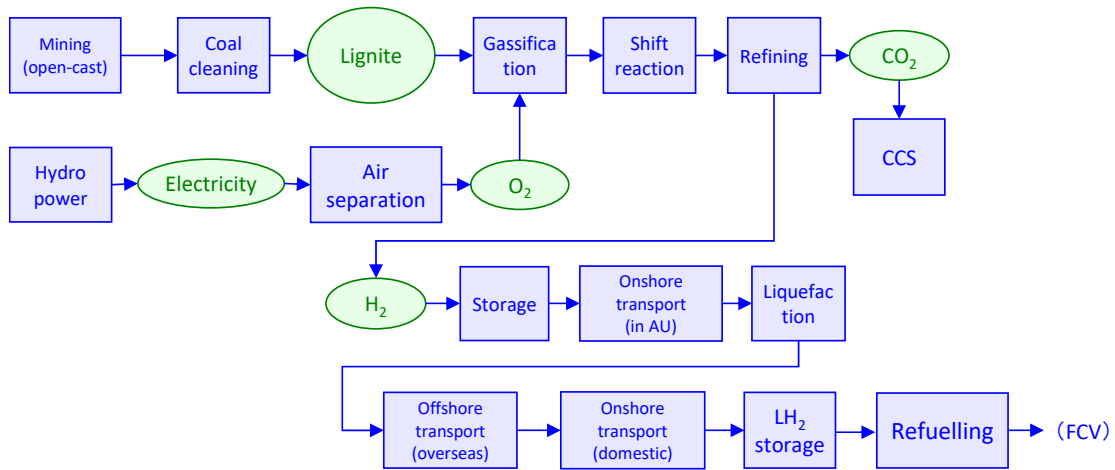 Mining
(open-cast)
Coal
cleaning
Lignite
Gassifica
tion
Shift
reaction
Refining
CO₂
CCS
Hydro
power
Electricity
Air
separation
O₂
H₂
Storage
Onshore
transport
(in AU)
Liquefac
tion
Offshore
transport
(overseas)
Onshore
transport
(domestic)
LH₂
storage
Refuelling
（FCV）